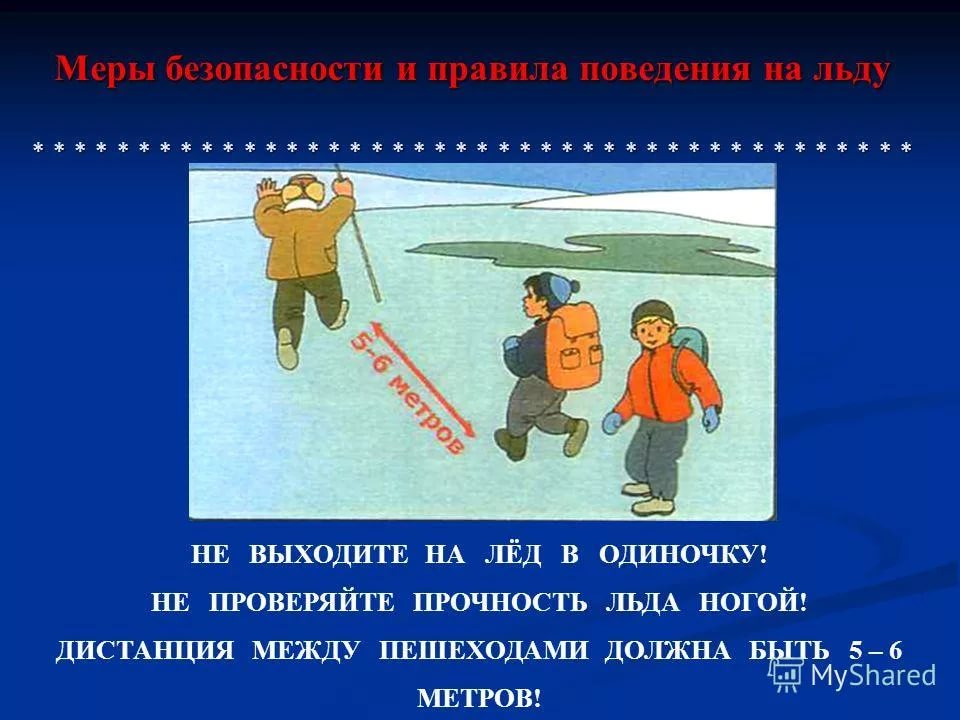 Меры безопасности и правила поведения на льду
* * * * * * * * * * * * * * * * * * * * * * * * * * * * * * * * * * * * * * * * * *
5-6 метров
НЕ ВЫХОДИТЕ НА ЛЁД В ОДИНОЧКУ!
НЕ ПРОВЕРЯЙТЕ ПРОЧНОСТЬ ЛЬДА НОГОЙ!
ДИСТАНЦИЯ МЕЖДУ ПЕШЕХОДАМИ ДОЛЖНА БЫТЬ 5 – 6
МЕТРОВ!
MyShared